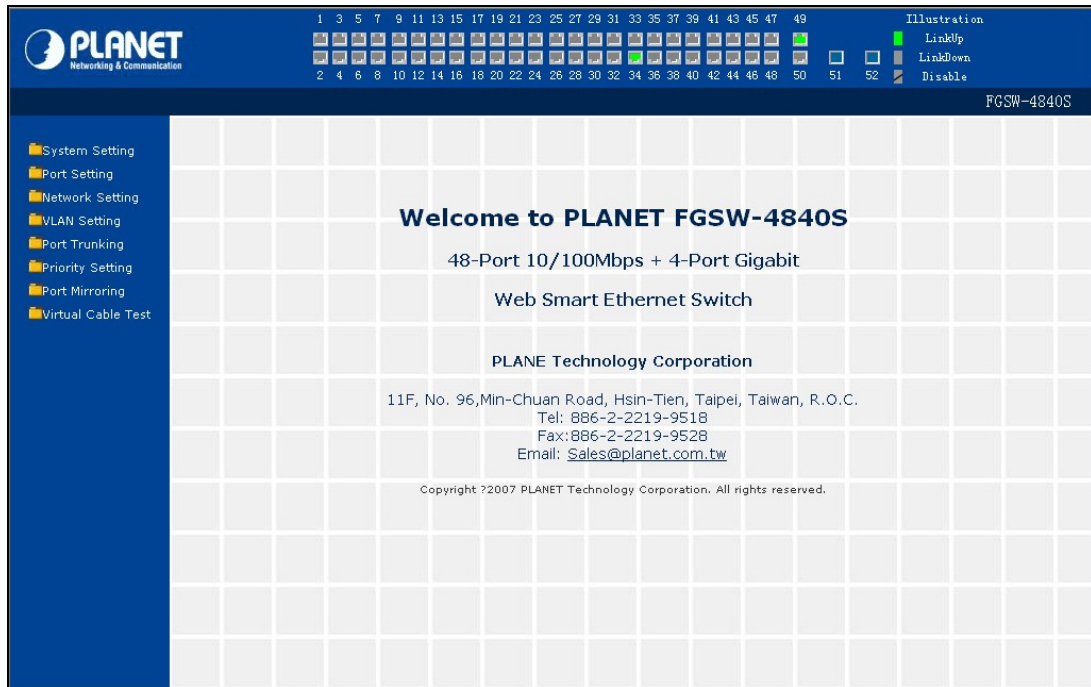 PLANET
Networking & Communication
1 3 5 7 9 11 13 15 17 19 21 23 25 27 29 31 33 35 37 39 41 43 45 47 49
2 4 6 8 10 12 14 16 18 20 22 24 26 28 30 32 34 36 38 40 42 44 46 48 50 51 52
Illustration
LinkUp
LinkDown
Disable
FGSW-4840S
System Setting
Port Setting
Network Setting
VLAN Setting
Port Trunking
Priority Setting
Port Mirroring
Virtual Cable Test
Welcome to PLANET FGSW-4840S
48-Port 10/100Mbps + 4-Port Gigabit
Web Smart Ethernet Switch
PLANE Technology Corporation
11F, No. 96,Min-Chuan Road, Hsin-Tien, Taipei, Taiwan, R.O.C.
Tel: 886-2-2219-9518
Fax:886-2-2219-9528
Email: Sales@planet.com.tw
Copyright ?2007 PLANET Technology Corporation. All rights reserved.